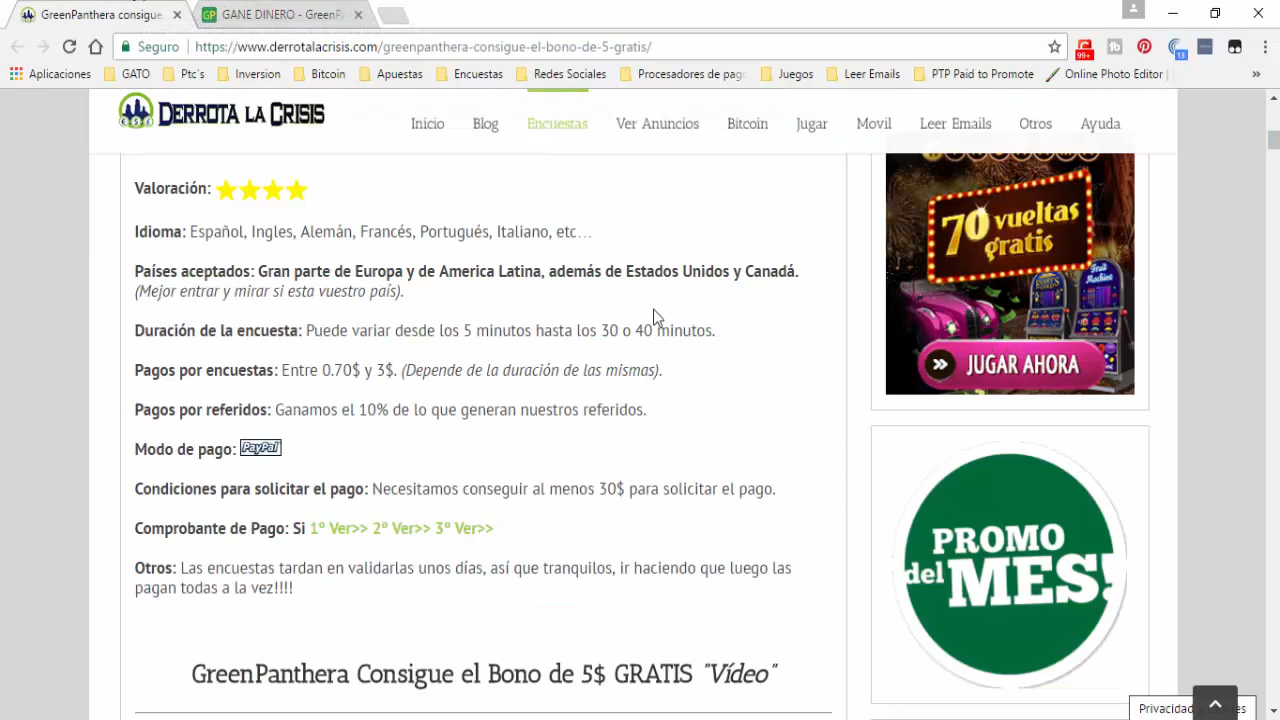 GreenPanthera consigue
GANE DINERO - GreenPa
Seguro
https://www.derrotalacrisis.com/greenpanthera-consigue-el-bono-de-5-gratis/
99+
13
Aplicaciones
GATO
Ptc's
Inversion
Bitcoin
Apuestas
Encuestas
Redes Sociales
Procesadores de pago
Juegos
Leer Emails
PTP Paid to Promote
Online Photo Editor
DERROTA LA CRISIS
Inicio
Blog
Encuestas
Ver Anuncios
Bitcoin
Jugar
Movil
Leer Emails
Otros
Ayuda
Valoración:
Idioma: Español, Ingles, Alemán, Francés, Portugués, Italiano, etc…
Países aceptados: Gran parte de Europa y de America Latina, además de Estados Unidos y Canadá.
(Mejor entrar y mirar si esta vuestro país).
Duración de la encuesta: Puede variar desde los 5 minutos hasta los 30 o 40 minutos.
Pagos por encuestas: Entre 0.70$ y 3$. (Depende de la duración de las mismas).
Pagos por referidos: Ganamos el 10% de lo que generan nuestros referidos.
Modo de pago: PayPal
Condiciones para solicitar el pago: Necesitamos conseguir al menos 30$ para solicitar el pago.
Comprobante de Pago: Si 1º Ver>> 2º Ver>> 3º Ver>>
Otros: Las encuestas tardan en validarlas unos días, así que tranquilos, ir haciendo que luego las
pagan todas a la vez!!!!
GreenPanthera Consigue el Bono de 5$ GRATIS "Vídeo"
70 vueltas
gratis
Fruit
Machine
JUGAR AHORA
PROMO
del MES!
Privacidad